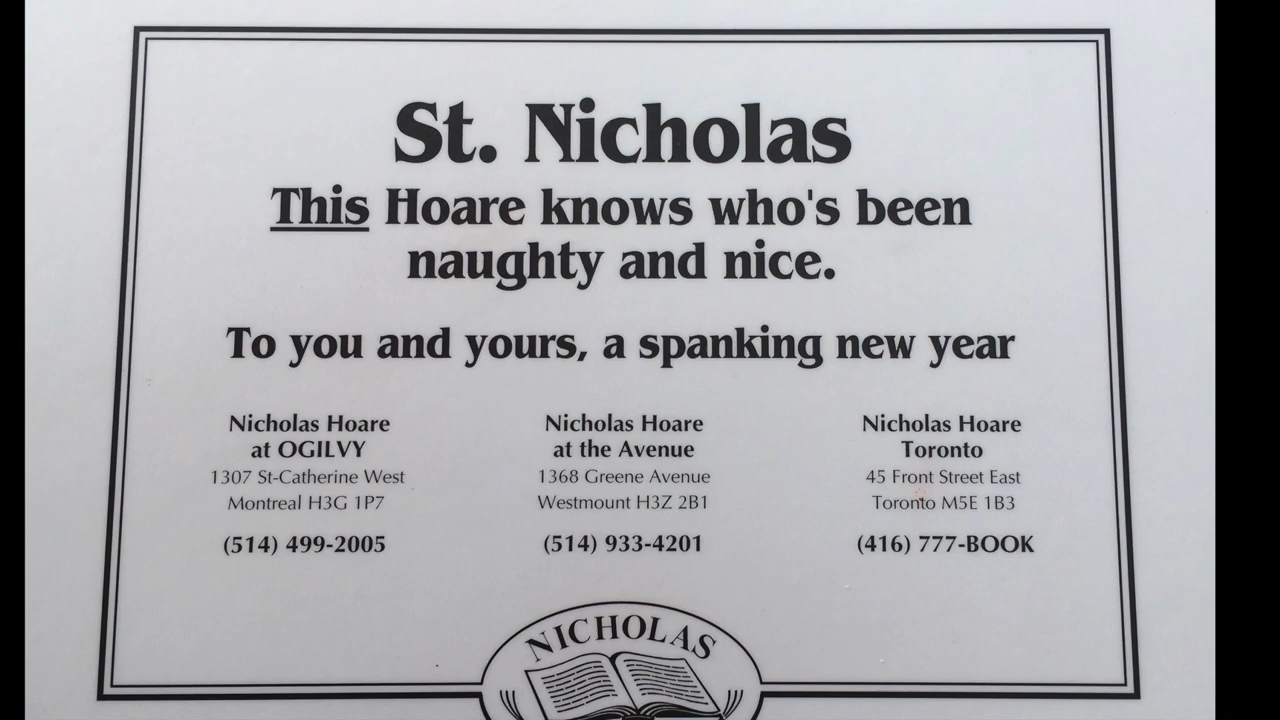 St. Nicholas
This Hoare knows who's been
naughty and nice.
To you and yours, a spanking new year
Nicholas Hoare
at OGILVY
1307 St-Catherine West
Montreal H3G 1P7
(514) 499-2005
Nicholas Hoare
at the Avenue
1368 Greene Avenue
Westmount H3Z 2B1
(514) 933-4201
Nicholas Hoare
Toronto
45 Front Street East
Toronto M5E 1B3
(416) 777-BOOK
NICHOLAS